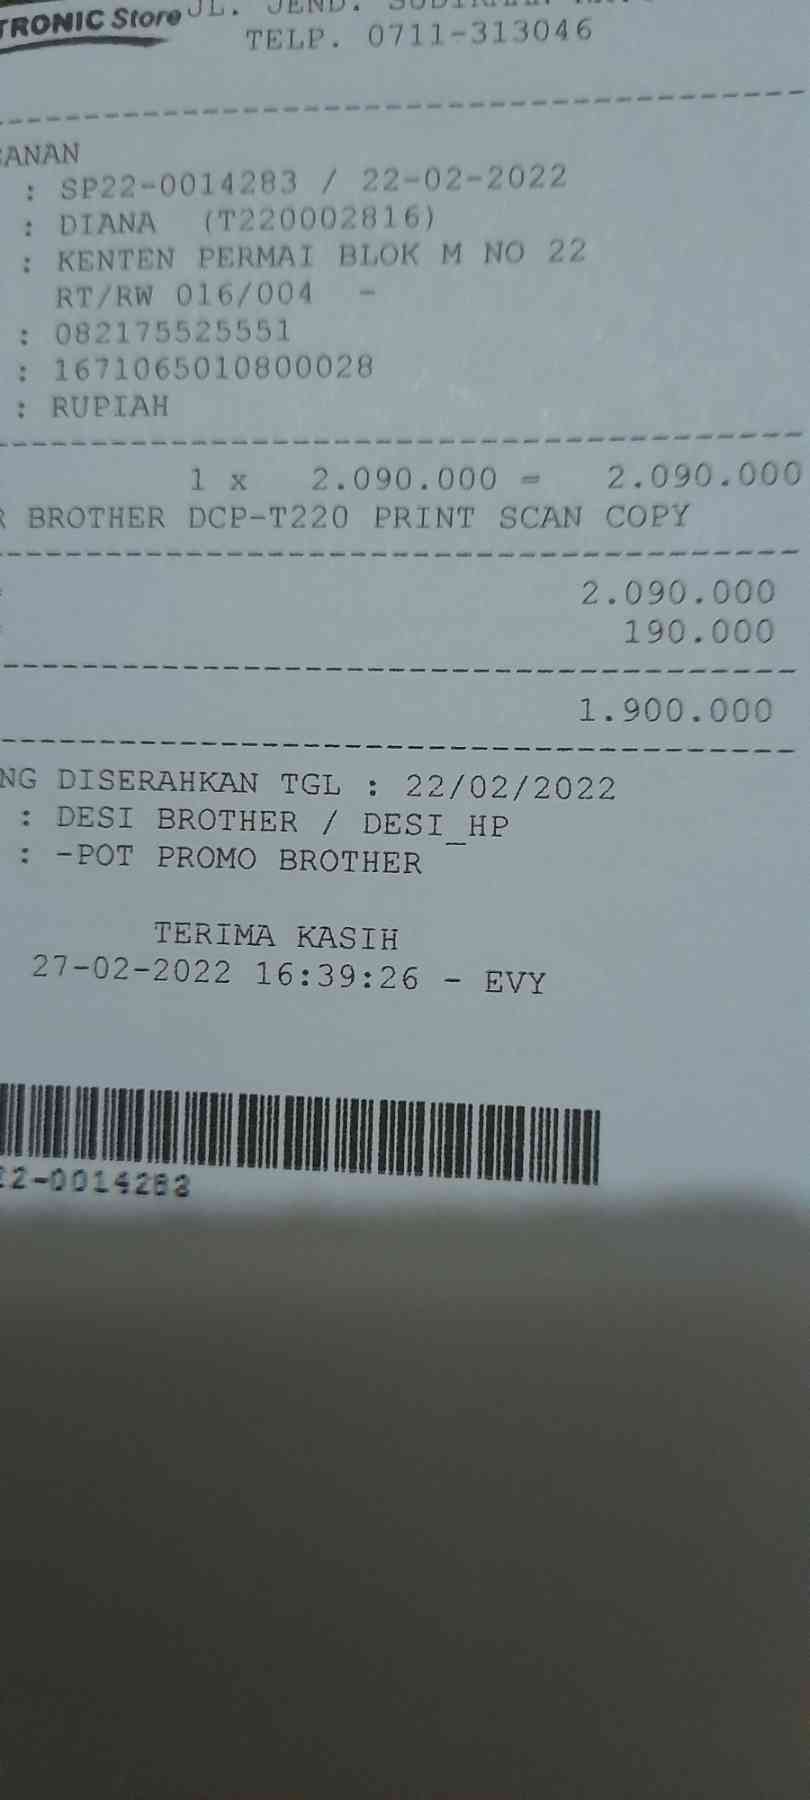 TRONIC Store
JL. JEND. SUDIRMAN
TELP. 0711-313046
ANAN
: SP22-0014283 / 22-02-2022
: DIANA (T220002816)
: KENTEN PERMAI BLOK M NO 22
RT/RW 016/004 -
: 082175525551
: 1671065010800028
: RUPIAH
1 x 2.090.000 = 2.090.000
R BROTHER DCP-T220 PRINT SCAN COPY
2.090.000
190.000
1.900.000
NG DISERAHKAN TGL : 22/02/2022
: DESI BROTHER / DESI_HP
: -POT PROMO BROTHER
TERIMA KASIH
27-02-2022 16:39:26 - EVY
22-0014283